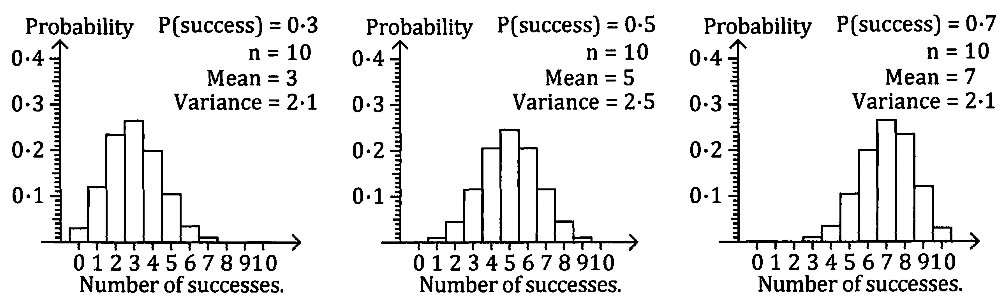 Probability P(success) = 0·3
n = 10
Mean = 3
Variance = 2·1
0·4
0·3
0·2
0·1
0 1 2 3 4 5 6 7 8 910
Number of successes.
Probability P(success) = 0·5
n = 10
Mean = 5
Variance = 2·5
0·4
0·3
0·2
0·1
0 1 2 3 4 5 6 7 8 910
Number of successes.
Probability P(success) = 0·7
n = 10
Mean = 7
Variance = 2·1
0·4
0·3
0·2
0·1
0 1 2 3 4 5 6 7 8 9 10
Number of successes.